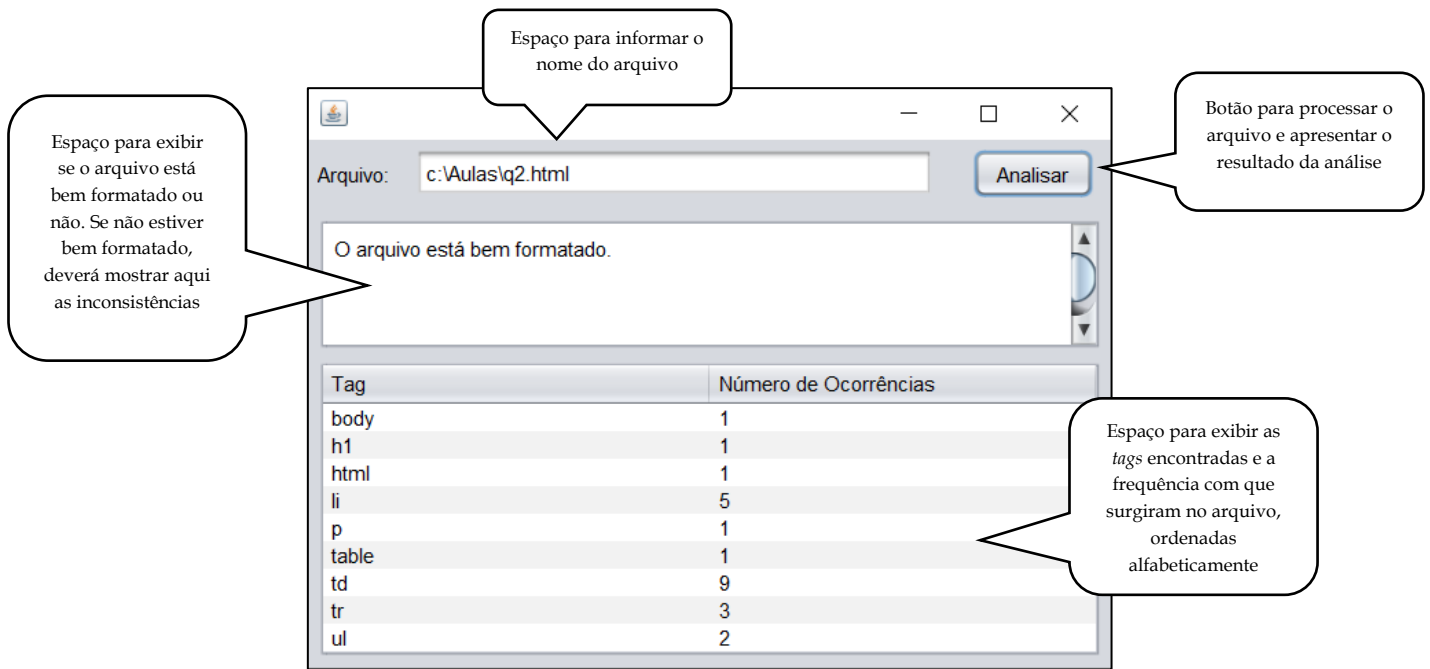 Espaço para informar o
nome do arquivo
Espaço para exibir
se o arquivo está
bem formatado ou
não. Se não estiver
bem formatado,
deverá mostrar aqui
as inconsistências
Botão para processar o
arquivo e apresentar o
resultado da análise
Arquivo: c:\Aulas\q2.html Analisar
O arquivo está bem formatado.
Tag Número de Ocorrências
body 1
h1 1
html 1
li 5
p 1
table 1
td 9
tr 3
ul 2
Espaço para exibir as
tags encontradas e a
frequência com que
surgiram no arquivo,
ordenadas
alfabeticamente